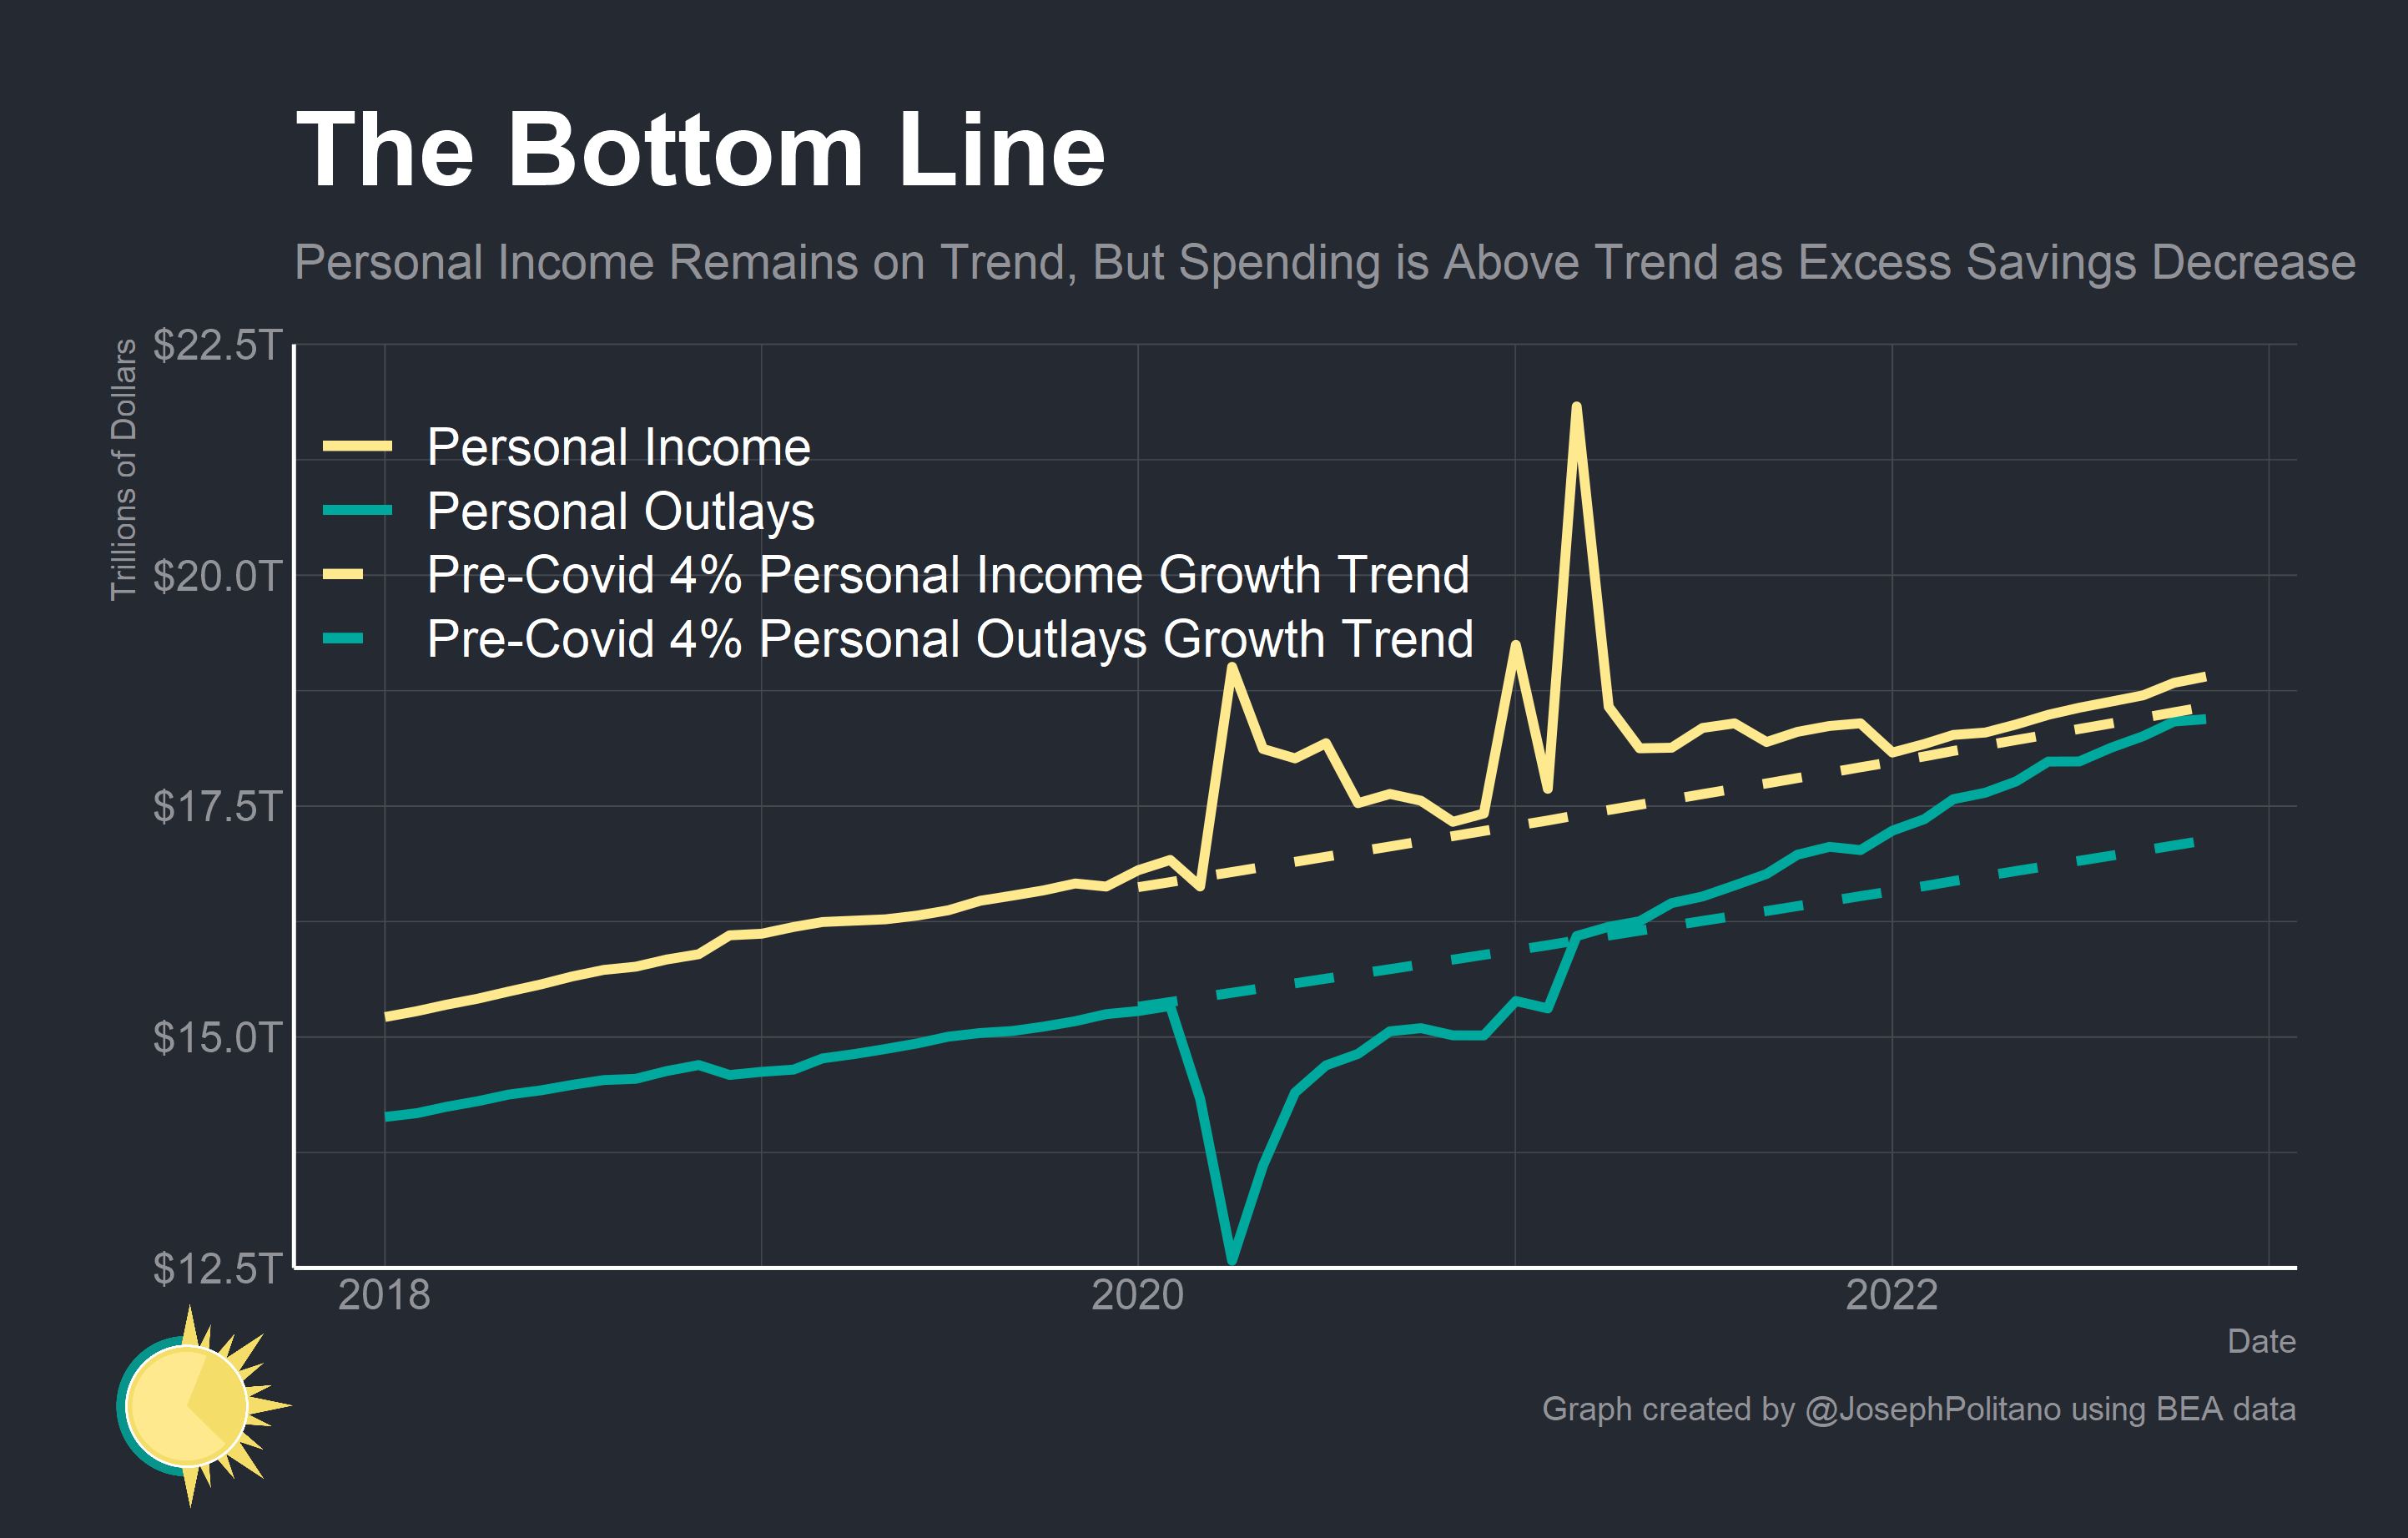 The Bottom Line
Personal Income Remains on Trend, But Spending is Above Trend as Excess Savings Decrease
Trillions of Dollars
$22.5T
$20.0T
$17.5T
$15.0T
$12.5T
Personal Income
Personal Outlays
Pre-Covid 4% Personal Income Growth Trend
Pre-Covid 4% Personal Outlays Growth Trend
2018
2020
2022
Date
Graph created by @JosephPolitano using BEA data